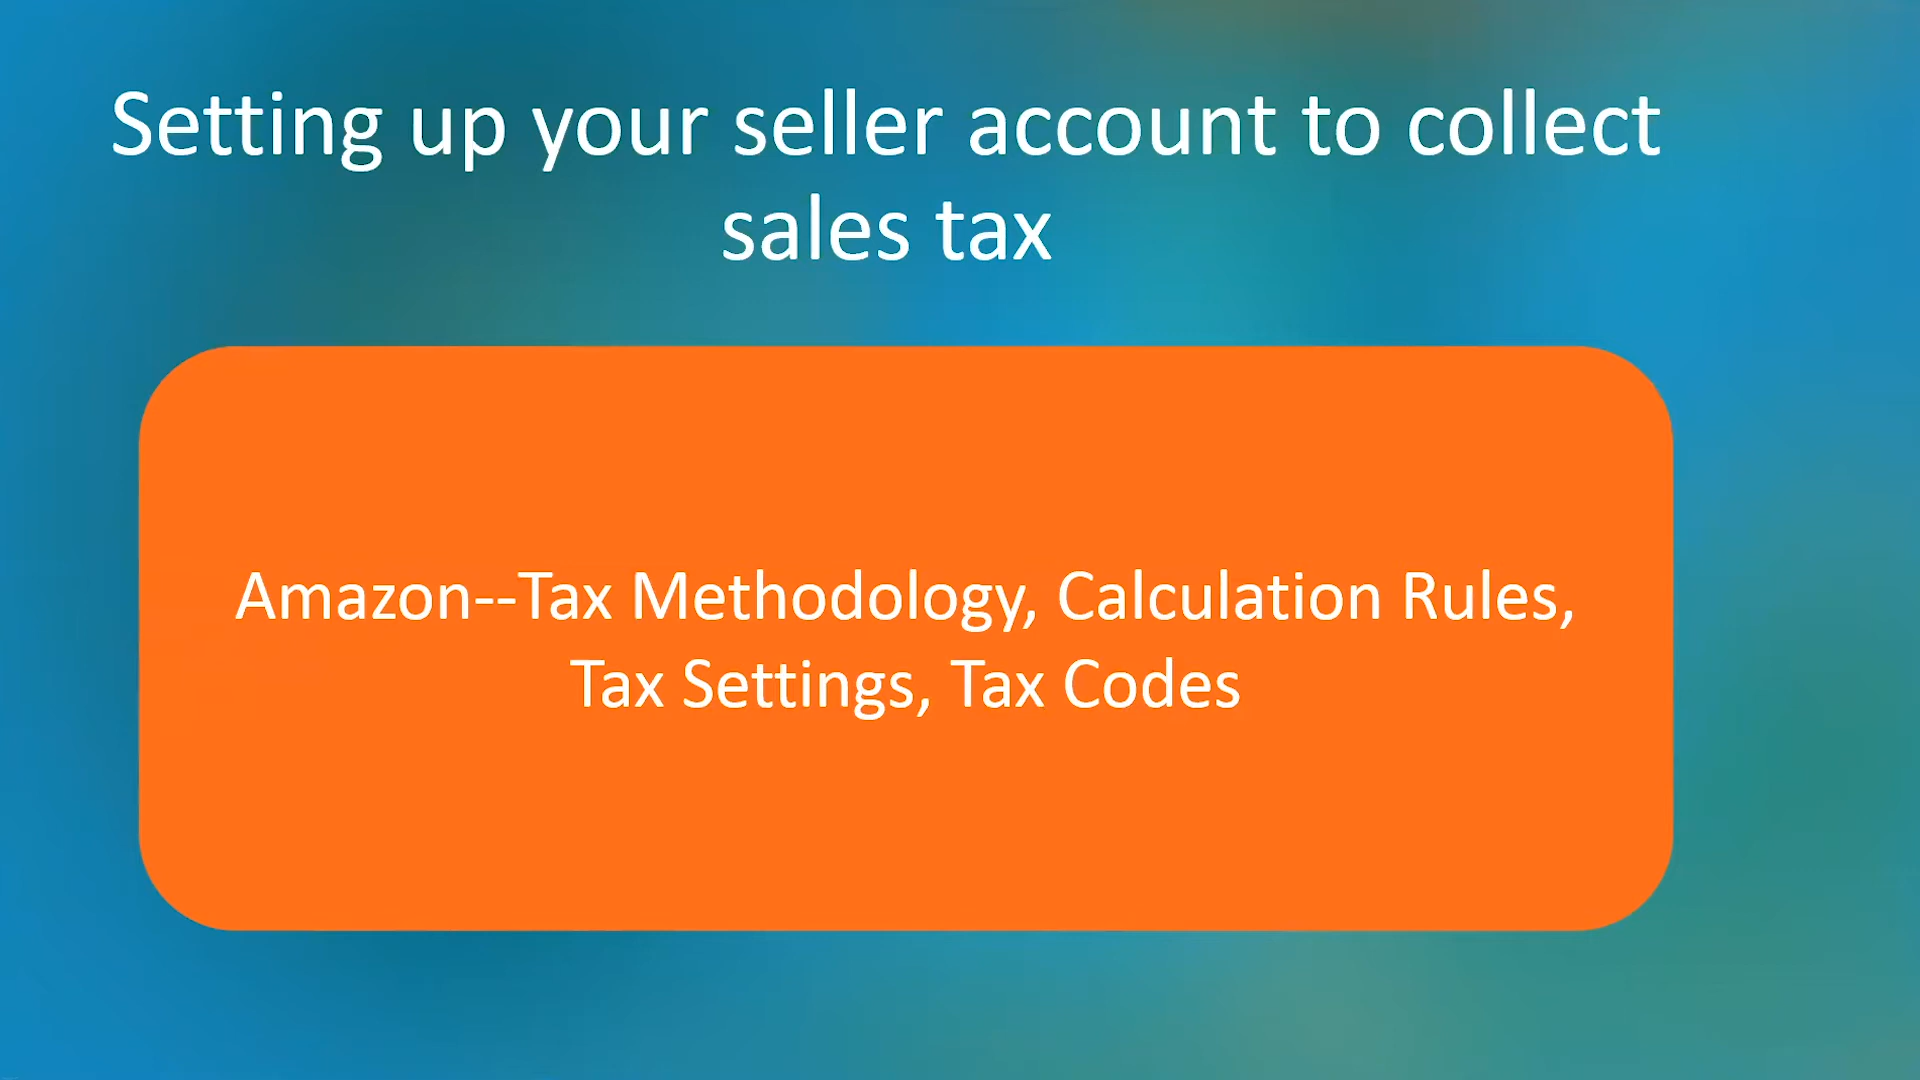 Setting up your seller account to collect
sales tax
Amazon--Tax Methodology, Calculation Rules,
Tax Settings, Tax Codes